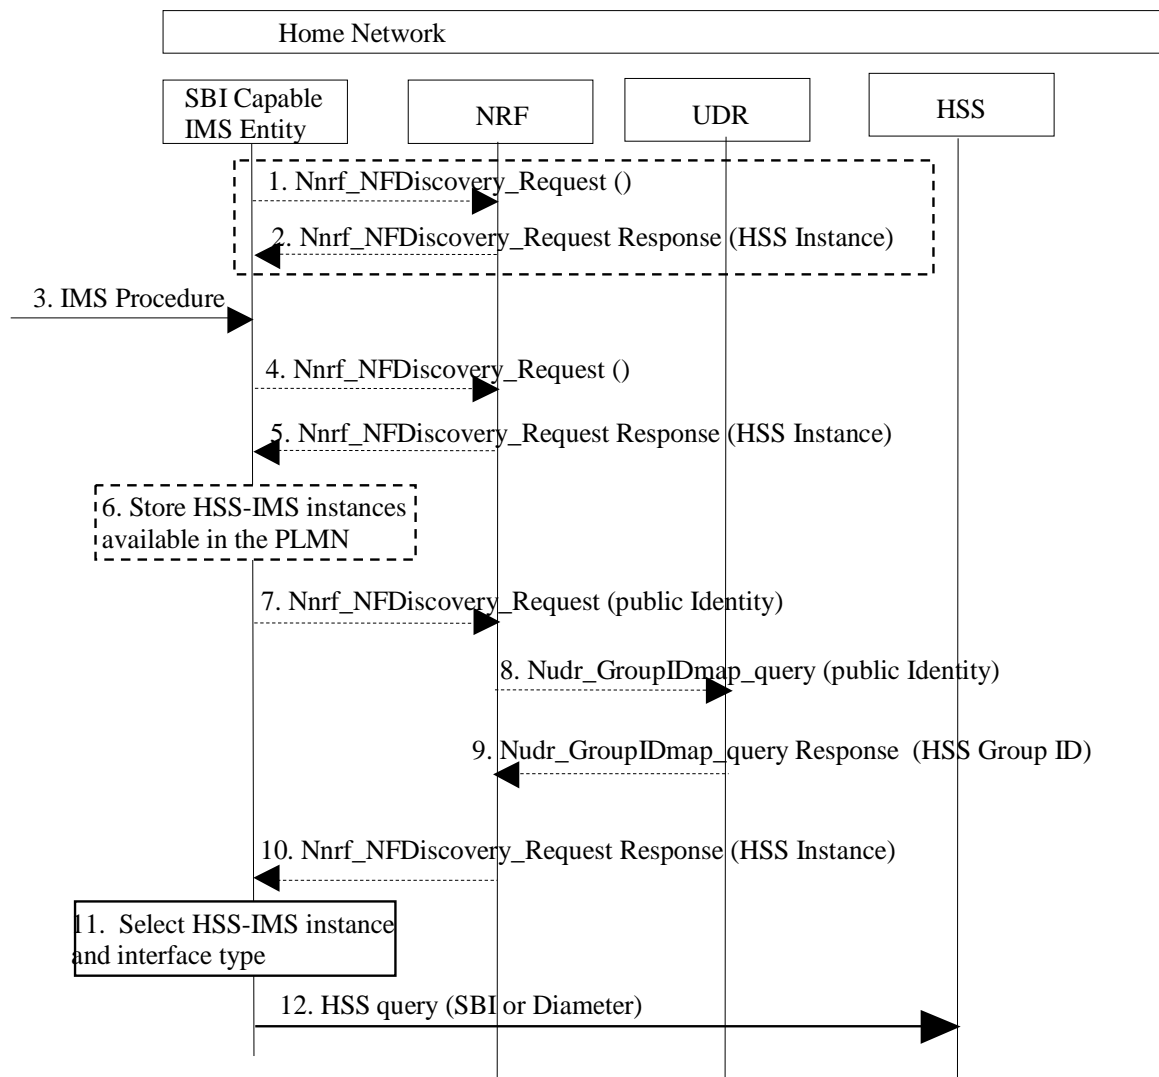 Home Network
SBI Capable
IMS Entity
NRF
UDR
HSS
1. Nnrf_NFDiscovery_Request ()
2. Nnrf_NFDiscovery_Request Response (HSS Instance)
3. IMS Procedure
4. Nnrf_NFDiscovery_Request ()
5. Nnrf_NFDiscovery_Request Response (HSS Instance)
6. Store HSS-IMS instances
available in the PLMN
7. Nnrf_NFDiscovery_Request (public Identity)
8. Nudr_GroupIDmap_query (public Identity)
9. Nudr_GroupIDmap_query Response (HSS Group ID)
10. Nnrf_NFDiscovery_Request Response (HSS Instance)
11. Select HSS-IMS instance
and interface type
12. HSS query (SBI or Diameter)